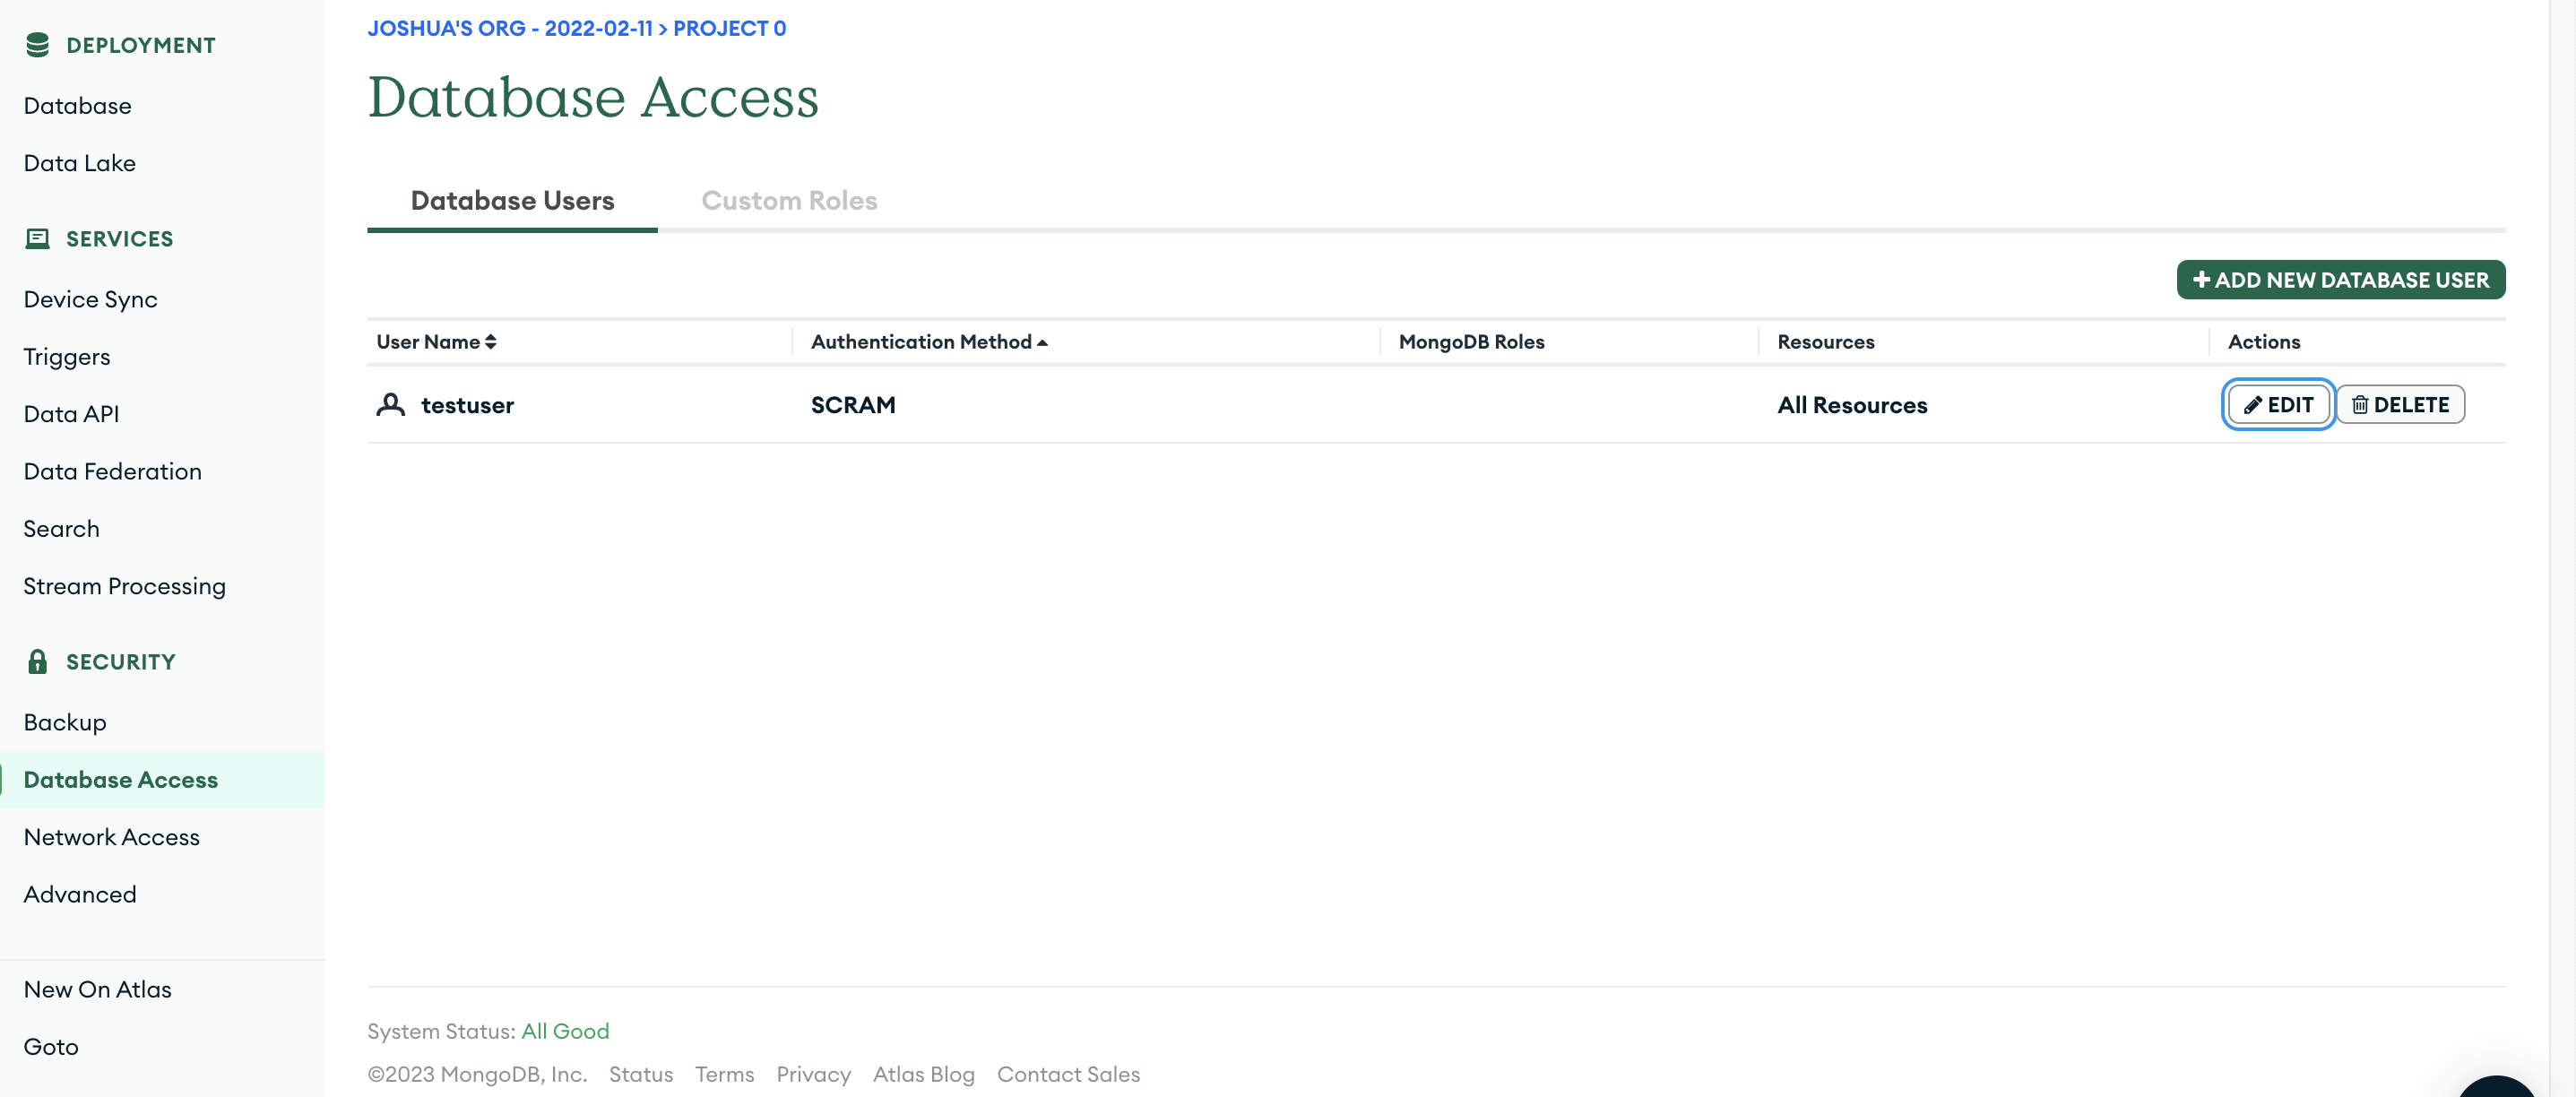 DEPLOYMENT
Database
Data Lake
SERVICES
Device Sync
Triggers
Data API
Data Federation
Search
Stream Processing
SECURITY
Backup
Database Access
Network Access
Advanced
New On Atlas
Goto
JOSHUA'S ORG - 2022-02-11 > PROJECT 0
Database Access
Database Users Custom Roles
+ ADD NEW DATABASE USER
User Name Authentication Method MongoDB Roles Resources Actions
testuser SCRAM All Resources EDIT DELETE
System Status: All Good
©2023 MongoDB, Inc. Status Terms Privacy Atlas Blog Contact Sales